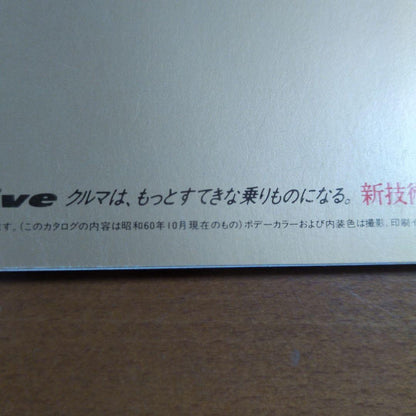 ive クルマは、もっとすてきな乗りものになる。 新技術
ます。(このカタログの内容は昭和60年10月現在のもの) ボデーカラーおよび内装色は撮影、印刷